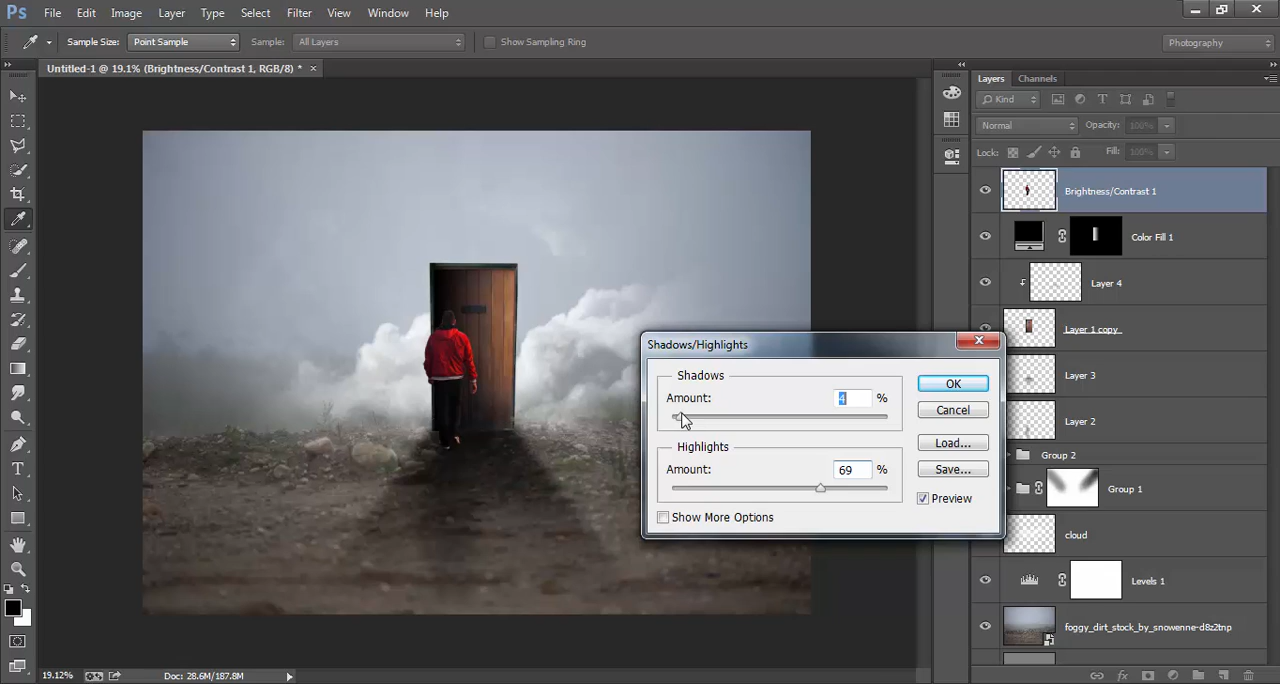 Ps File Edit Image Layer Type Select Filter View Window Help
Sample Size: Point Sample Sample: All Layers Show Sampling Ring Photography
Untitled-1 @ 19.1% (Brightness/Contrast 1, RGB/8) * ×
Layers Channels
Kind
Normal Opacity: 100%
Lock: Fill: 100%
Brightness/Contrast 1
Color Fill 1
Layer 4
Layer 1 copy
Layer 3
Layer 2
Group 2
Group 1
cloud
Levels 1
foggy_dirt_stock_by_snowenne-d8z2tnp
Shadows/Highlights
Shadows
Amount: 4 %
Highlights
Amount: 69 %
Show More Options
OK
Cancel
Load...
Save...
Preview
19.12% Doc: 28.6M/187.8M